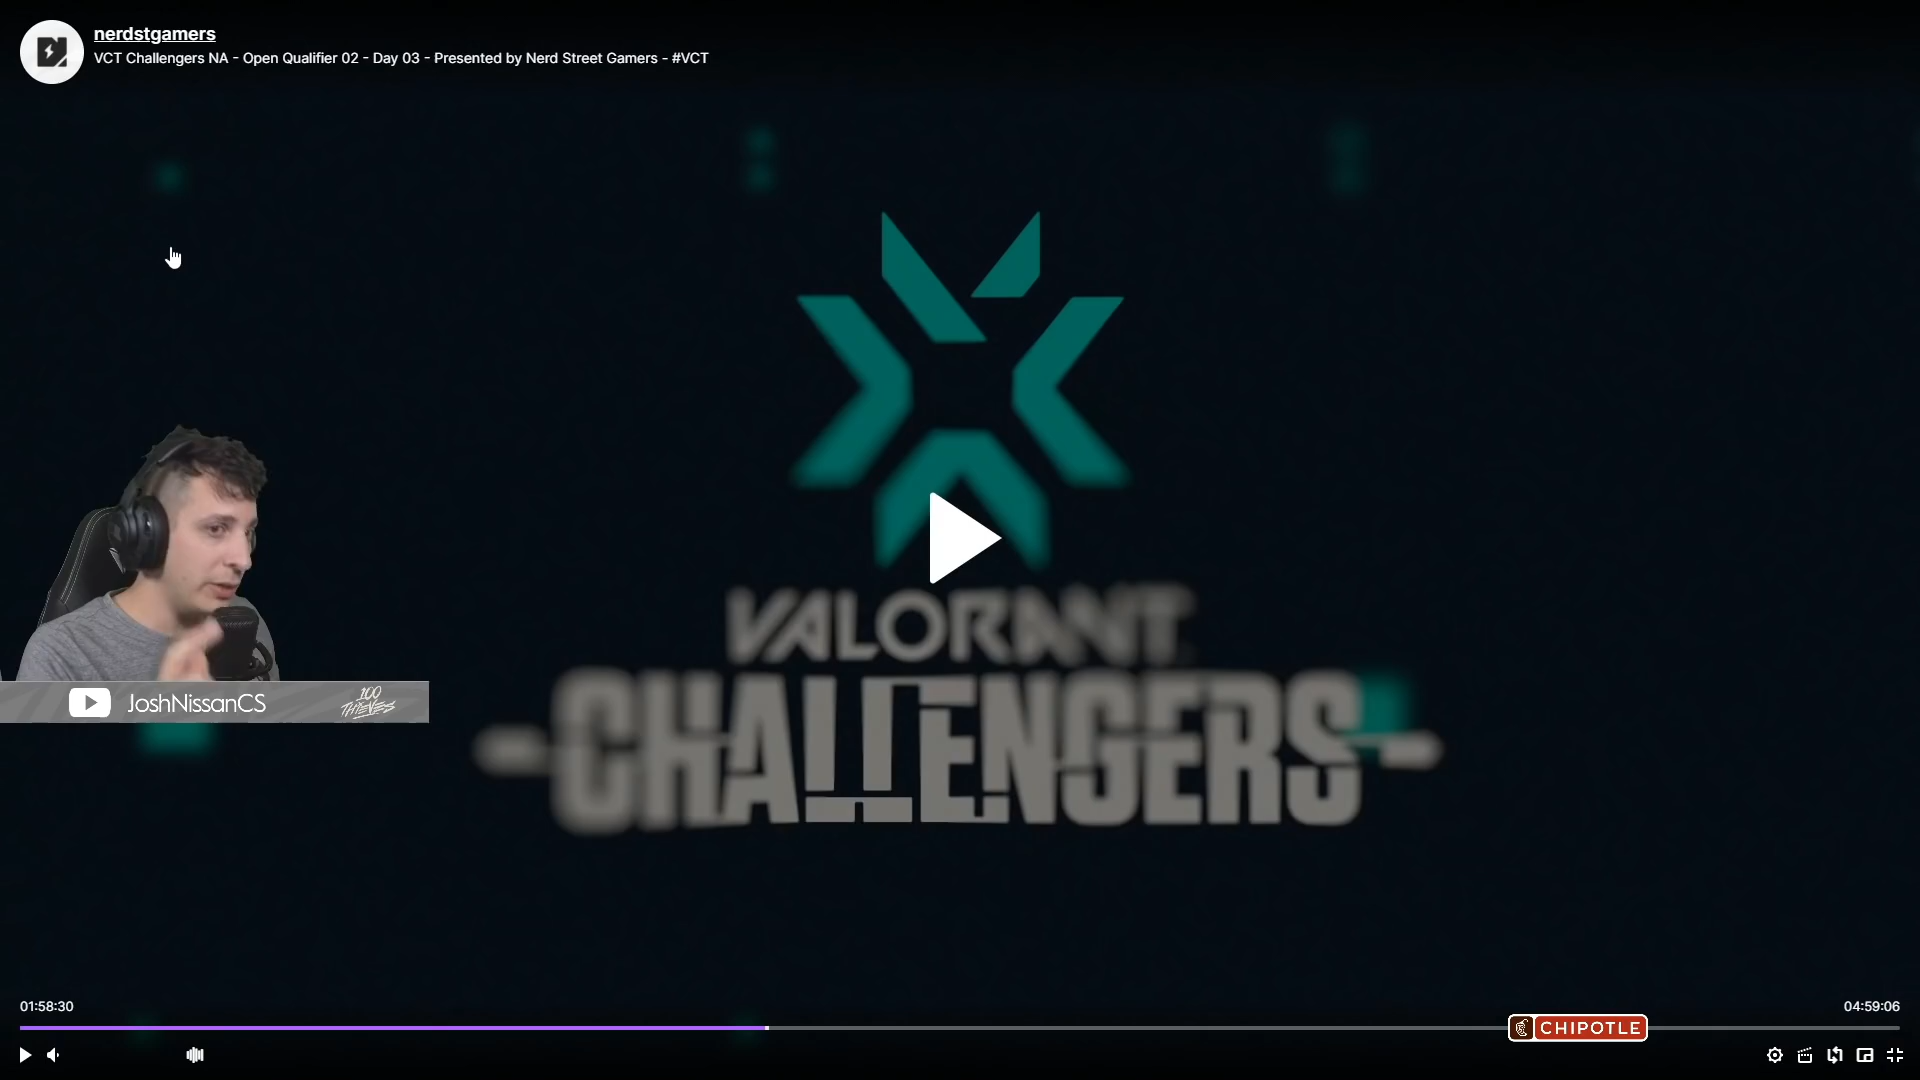 nerdstgamers
VCT Challengers NA - Open Qualifier 02 - Day 03 - Presented by Nerd Street Gamers - #VCT
VALORANT
CHALLENGERS
JoshNissanCS
100
THIEVES
01:58:30
04:59:06
CHIPOTLE